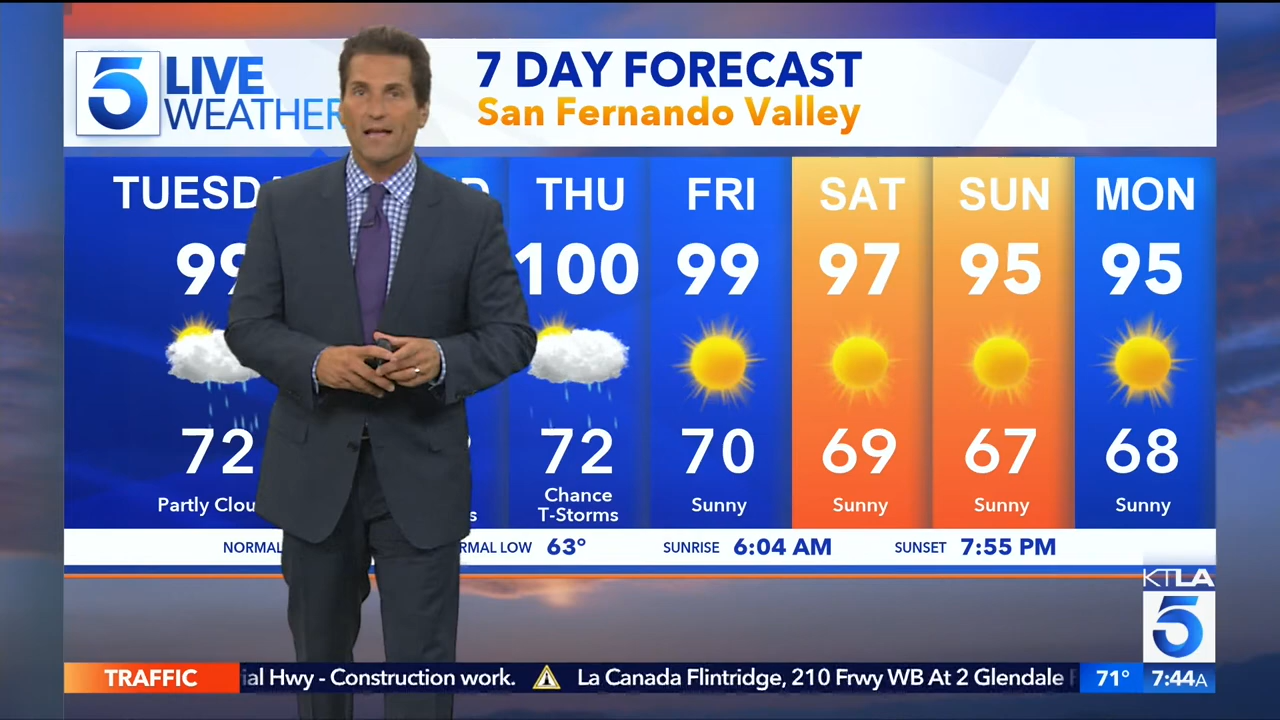 5 LIVE
WEATHER
7 DAY FORECAST
San Fernando Valley
THU FRI SAT SUN MON
99 100 99 97 95 95
72 72 70 69 67 68
Partly Chance T-Storms Sunny Sunny Sunny Sunny
NORMAL LOW 63° SUNRISE 6:04 AM SUNSET 7:55 PM
KTLA
5
TRAFFIC Hwy - Construction work. La Canada Flintridge, 210 Frwy WB At 2 Glendale 71° 7:44A